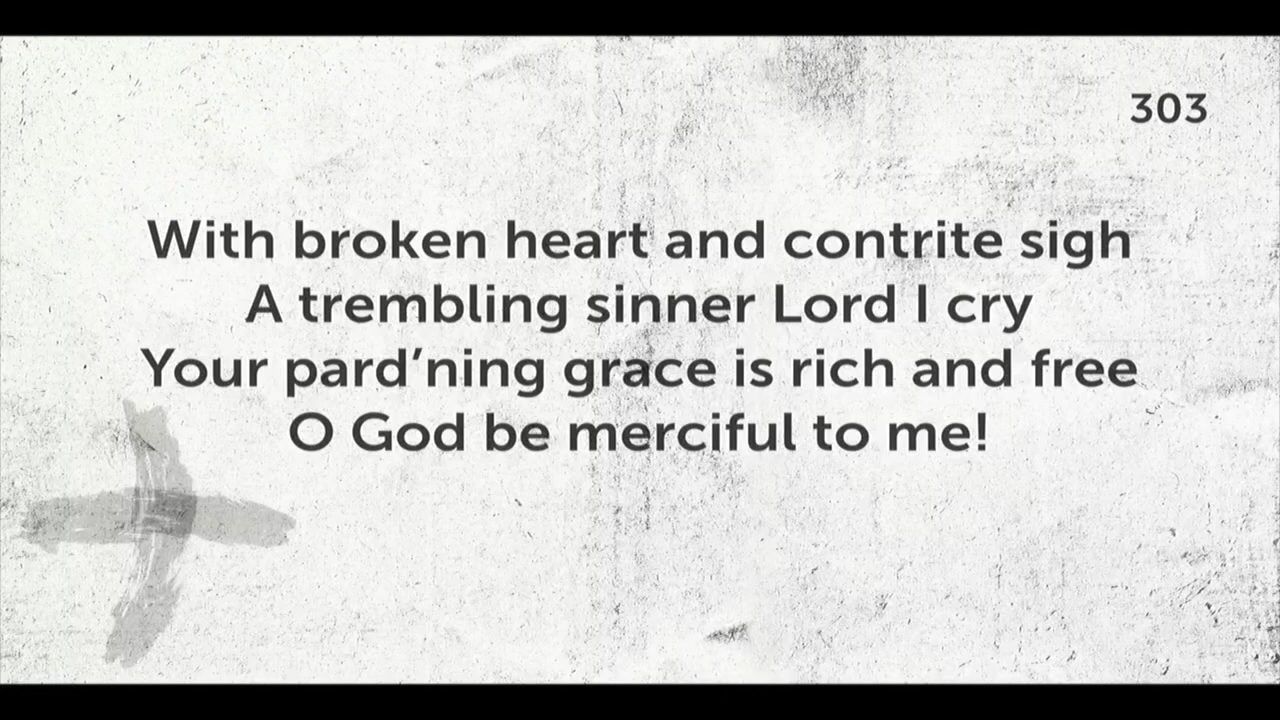 303
With broken heart and contrite sigh
A trembling sinner Lord I cry
Your pard’ning grace is rich and free
O God be merciful to me!